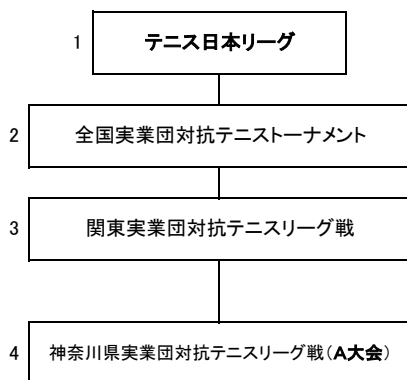 1 テニス日本リーグ
2 全国実業団対抗テニストーナメント
3 関東実業団対抗テニスリーグ戦
4 神奈川県実業団対抗テニスリーグ戦（A大会）